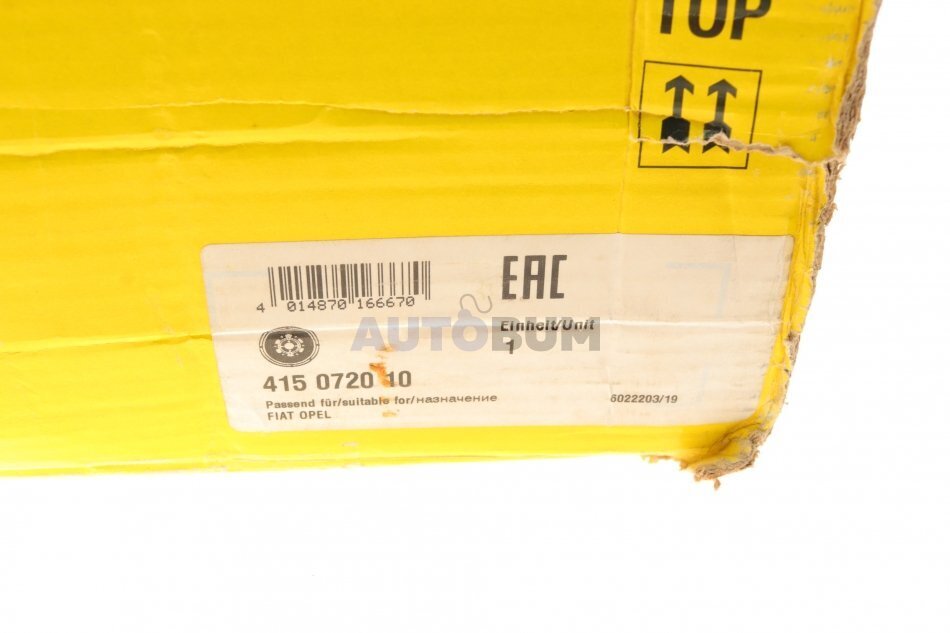 TOP
EAC
4 014870 166670
AUTOBUM
Einheit/Unit
1
415 0720 10
Passend für/suitable for/назначение
FIAT OPEL
6022203/19